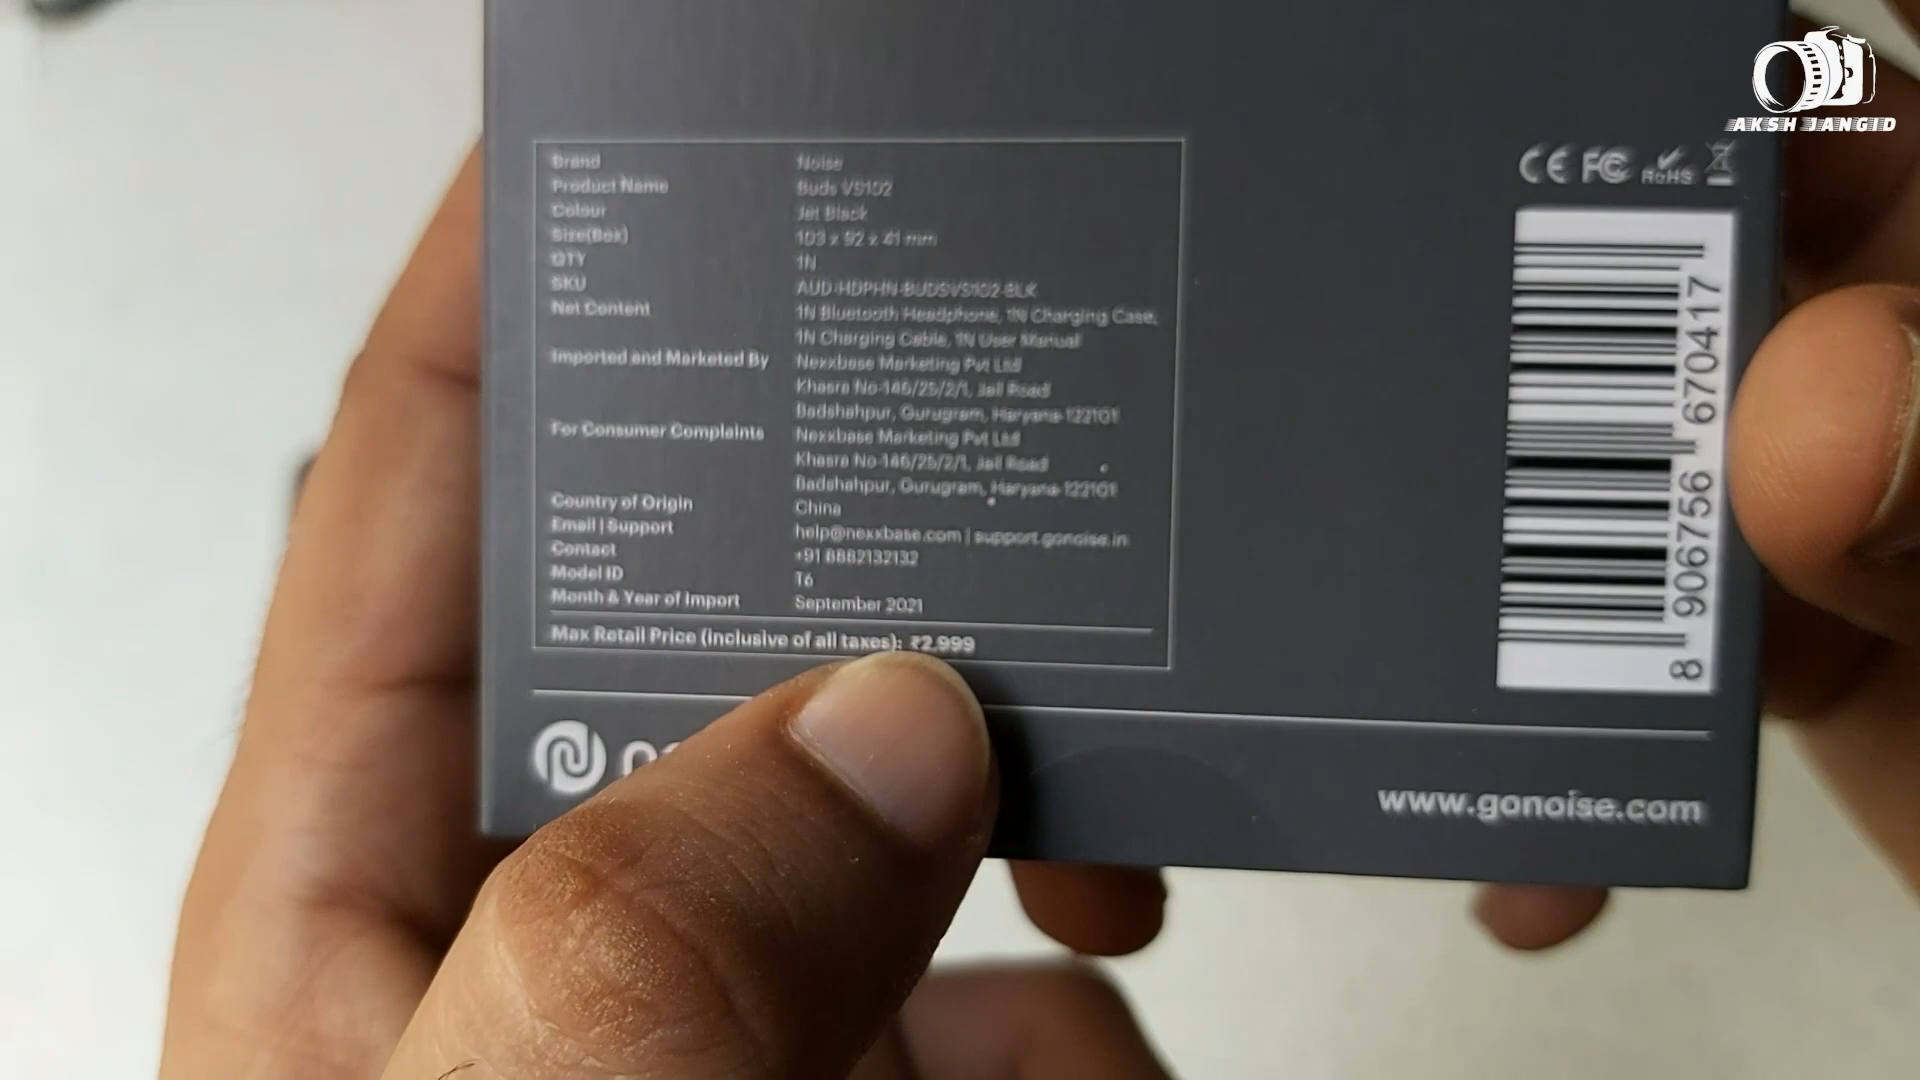 AKSH JANGID
Brand Noise
Product Name Buds VS102
Colour Jet Black
Size(Box) 103 x 92 x 41 mm
QTY 1N
SKU AUD-HDPHN-BUDSVS102-BLK
Net Content 1N Bluetooth Headphone, 1N Charging Case,
1N Charging Cable, 1N User Manual
Imported and Marketed By Nexxbase Marketing Pvt Ltd
Khasra No-146/25/2/1, Jail Road
Badshahpur, Gurugram, Haryana-122101
For Consumer Complaints Nexxbase Marketing Pvt Ltd
Khasra No-146/25/2/1, Jail Road
Badshahpur, Gurugram, Haryana-122101
Country of Origin China
Email | Support help@nexxbase.com | support.gonoise.in
Contact +91 8882132132
Model ID T6
Month & Year of Import September 2021
Max Retail Price (inclusive of all taxes): ₹2,999
CE FC RoHS
8 906756 670417
www.gonoise.com